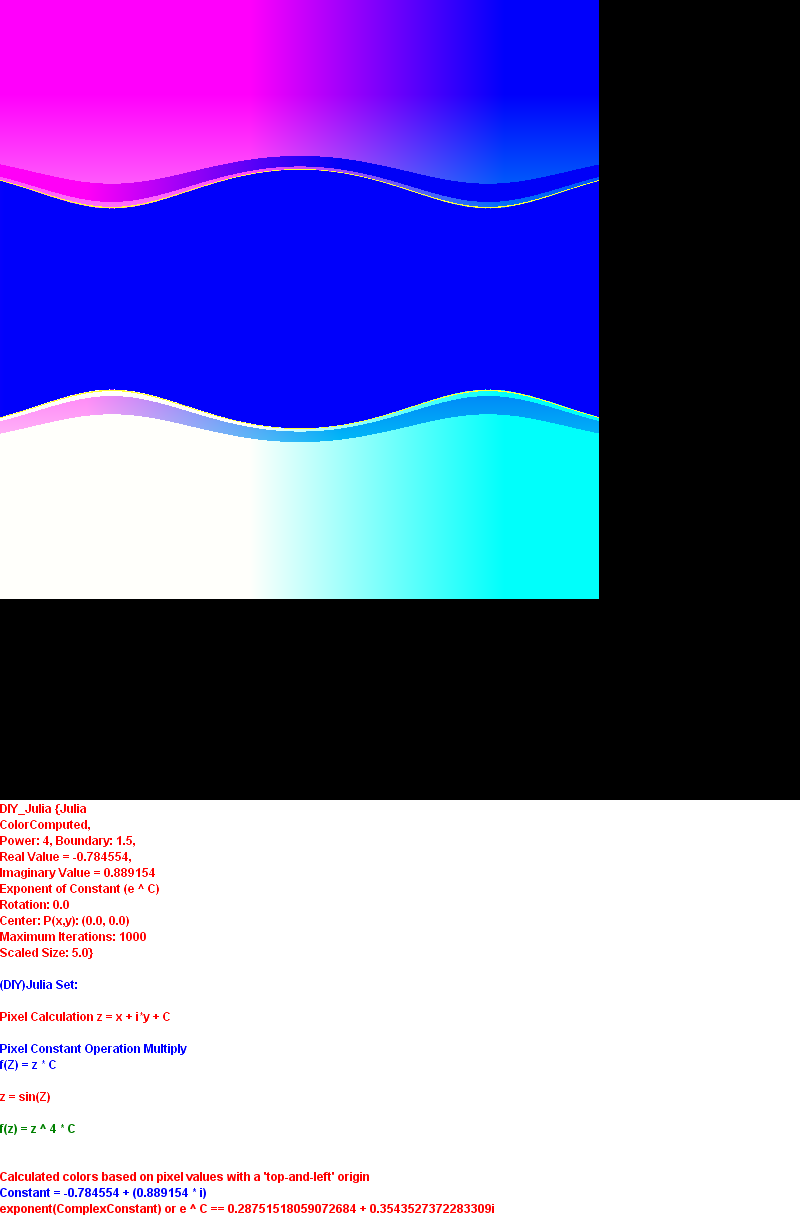 DIY_Julia {Julia
ColorComputed,
Power: 4, Boundary: 1.5,
Real Value = -0.784554,
Imaginary Value = 0.889154
Exponent of Constant (e ^ C)
Rotation: 0.0
Center: P(x,y): (0.0, 0.0)
Maximum Iterations: 1000
Scaled Size: 5.0}
(DIY)Julia Set:
Pixel Calculation z = x + i*y + C
Pixel Constant Operation Multiply
f(Z) = z * C
z = sin(Z)
f(z) = z ^ 4 * C
Calculated colors based on pixel values with a 'top-and-left' origin
Constant = -0.784554 + (0.889154 * i)
exponent(ComplexConstant) or e ^ C == 0.28751518059072684 + 0.3543527372283309i